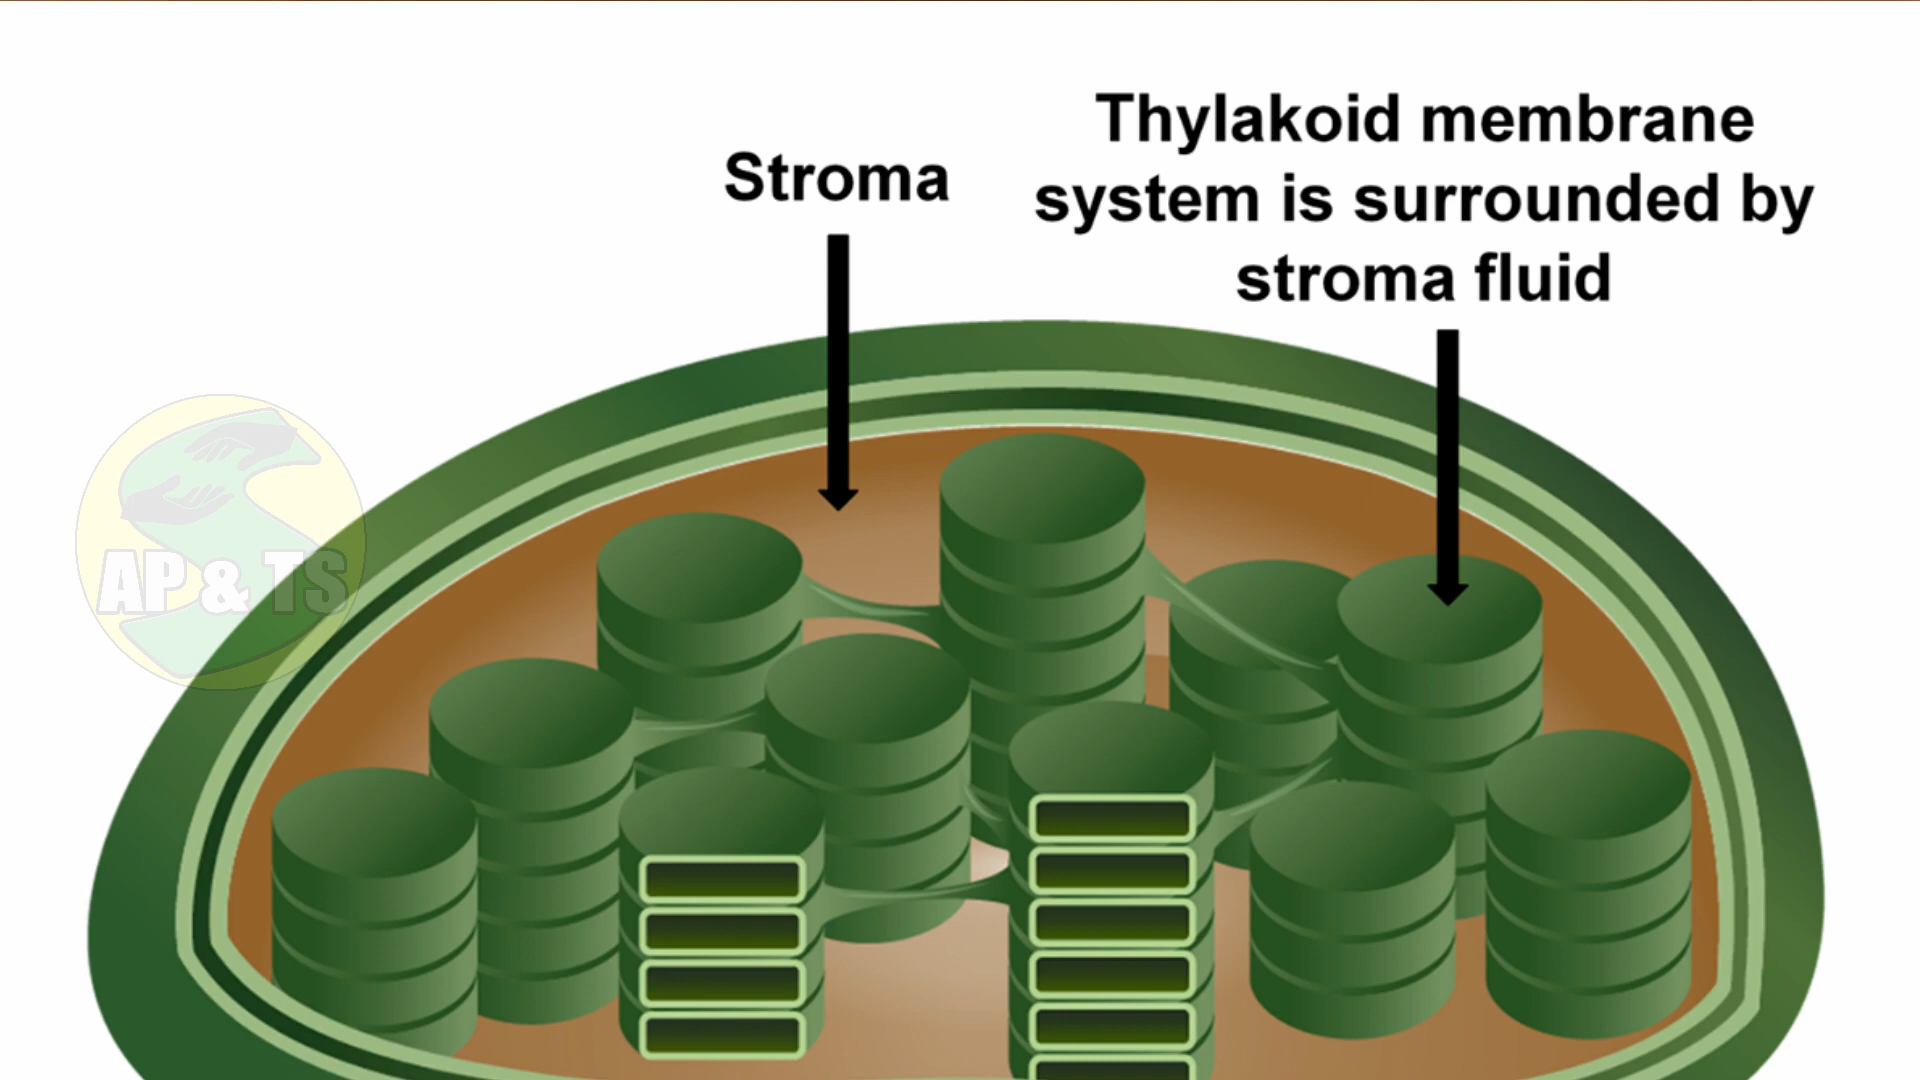 Stroma
Thylakoid membrane
system is surrounded by
stroma fluid
AP & TS